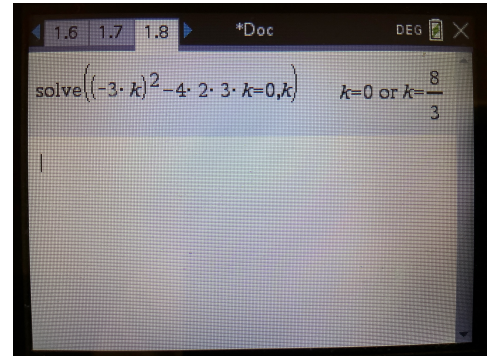 1.6 1.7 1.8 *Doc DEG
solve((-3·k)²-4·2·3·k=0,k) k=0 or k=8/3